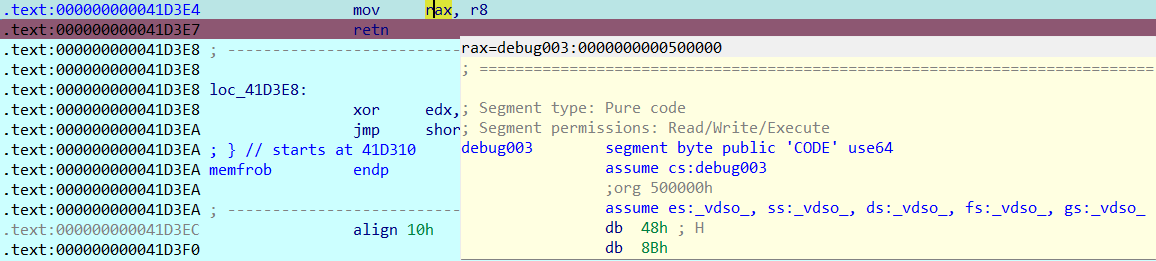 .text:000000000041D3E4 mov rax, r8
.text:000000000041D3E7 retn
.text:000000000041D3E8 ; --------------------------
.text:000000000041D3E8
.text:000000000041D3E8 loc_41D3E8:
.text:000000000041D3E8 xor edx,
.text:000000000041D3EA jmp shor
.text:000000000041D3EA ; } // starts at 41D310
.text:000000000041D3EA memfrob endp
.text:000000000041D3EA
.text:000000000041D3EA ; --------------------------
.text:000000000041D3EC align 10h
.text:000000000041D3F0
rax=debug003:0000000000500000
; ===========================================================================
; Segment type: Pure code
; Segment permissions: Read/Write/Execute
debug003 segment byte public 'CODE' use64
assume cs:debug003
;org 500000h
assume es:_vdso_, ss:_vdso_, ds:_vdso_, fs:_vdso_, gs:_vdso_
db 48h ; H
db 8Bh